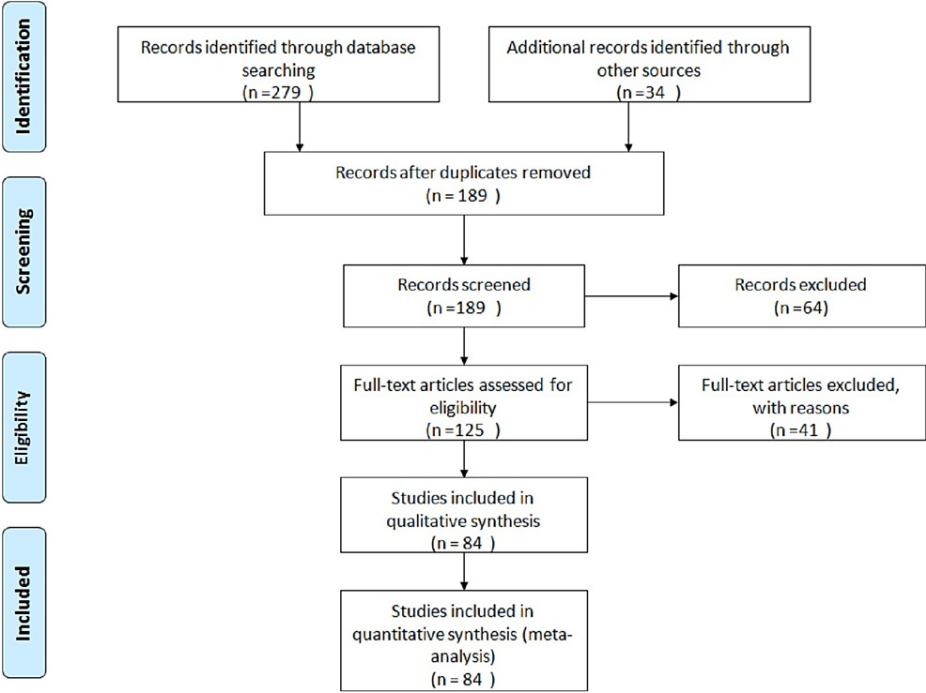 Identification
Records identified through database
searching
(n =279 )
Additional records identified through
other sources
(n =34 )
Records after duplicates removed
(n = 189 )
Screening
Records screened
(n =189 )
Records excluded
(n =64)
Eligibility
Full-text articles assessed for
eligibility
(n =125 )
Full-text articles excluded,
with reasons
(n =41 )
Studies included in
qualitative synthesis
(n = 84 )
Included
Studies included in
quantitative synthesis (meta-
analysis)
(n = 84 )